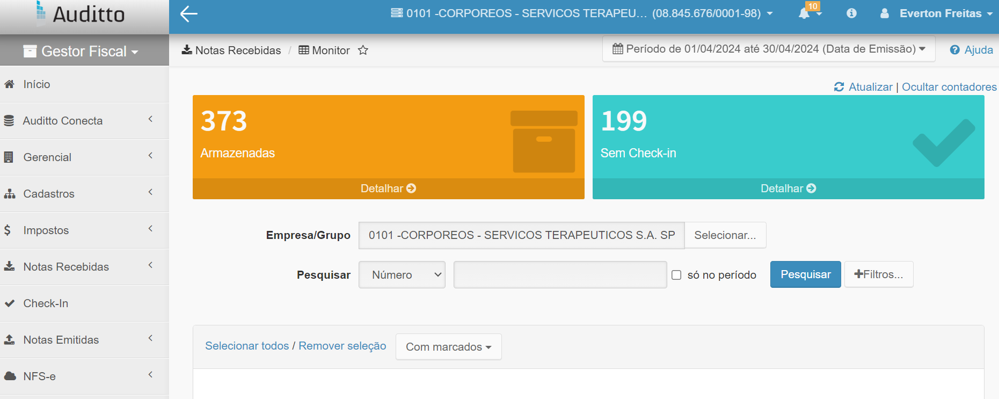 Auditto
0101 -CORPOREOS - SERVICOS TERAPEU... (08.845.676/0001-98)
10
Everton Freitas
Gestor Fiscal
Notas Recebidas / Monitor
Período de 01/04/2024 até 30/04/2024 (Data de Emissão)
Ajuda
Início
Auditto Conecta
Gerencial
Cadastros
Impostos
Notas Recebidas
Check-In
Notas Emitidas
NFS-e
Atualizar | Ocultar contadores
373
Armazenadas
Detalhar
199
Sem Check-in
Detalhar
Empresa/Grupo 0101 -CORPOREOS - SERVICOS TERAPEUTICOS S.A. SP Selecionar...
Pesquisar Número só no período Pesquisar +Filtros...
Selecionar todos / Remover seleção Com marcados